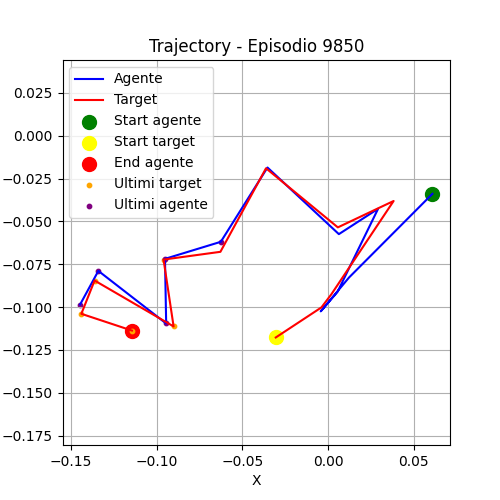 Trajectory - Episodio 9850
Agente
Target
Start agente
Start target
End agente
Ultimi target
Ultimi agente
0.025
0.000
−0.025
−0.050
−0.075
−0.100
−0.125
−0.150
−0.175
−0.15
−0.10
−0.05
0.00
0.05
X